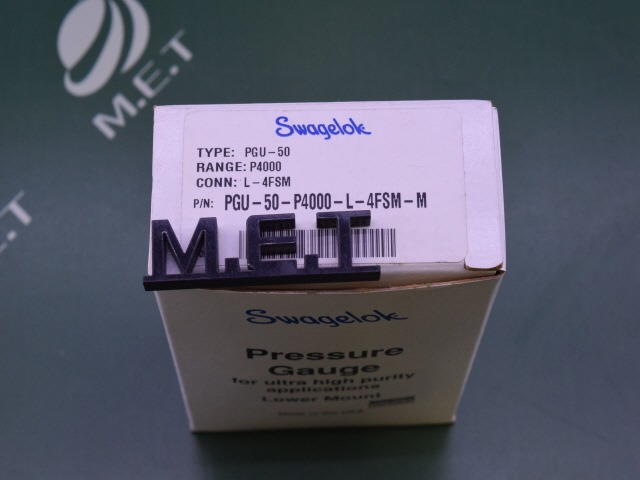 M.E.T
M.E.T
Swagelok
TYPE: PGU-50
RANGE: P4000
CONN: L-4FSM
P/N: PGU-50-P4000-L-4FSM-M
M.E.T
Swagelok
Pressure
Gauge
for ultra high purity
applications
Lower Mount
Made in the USA